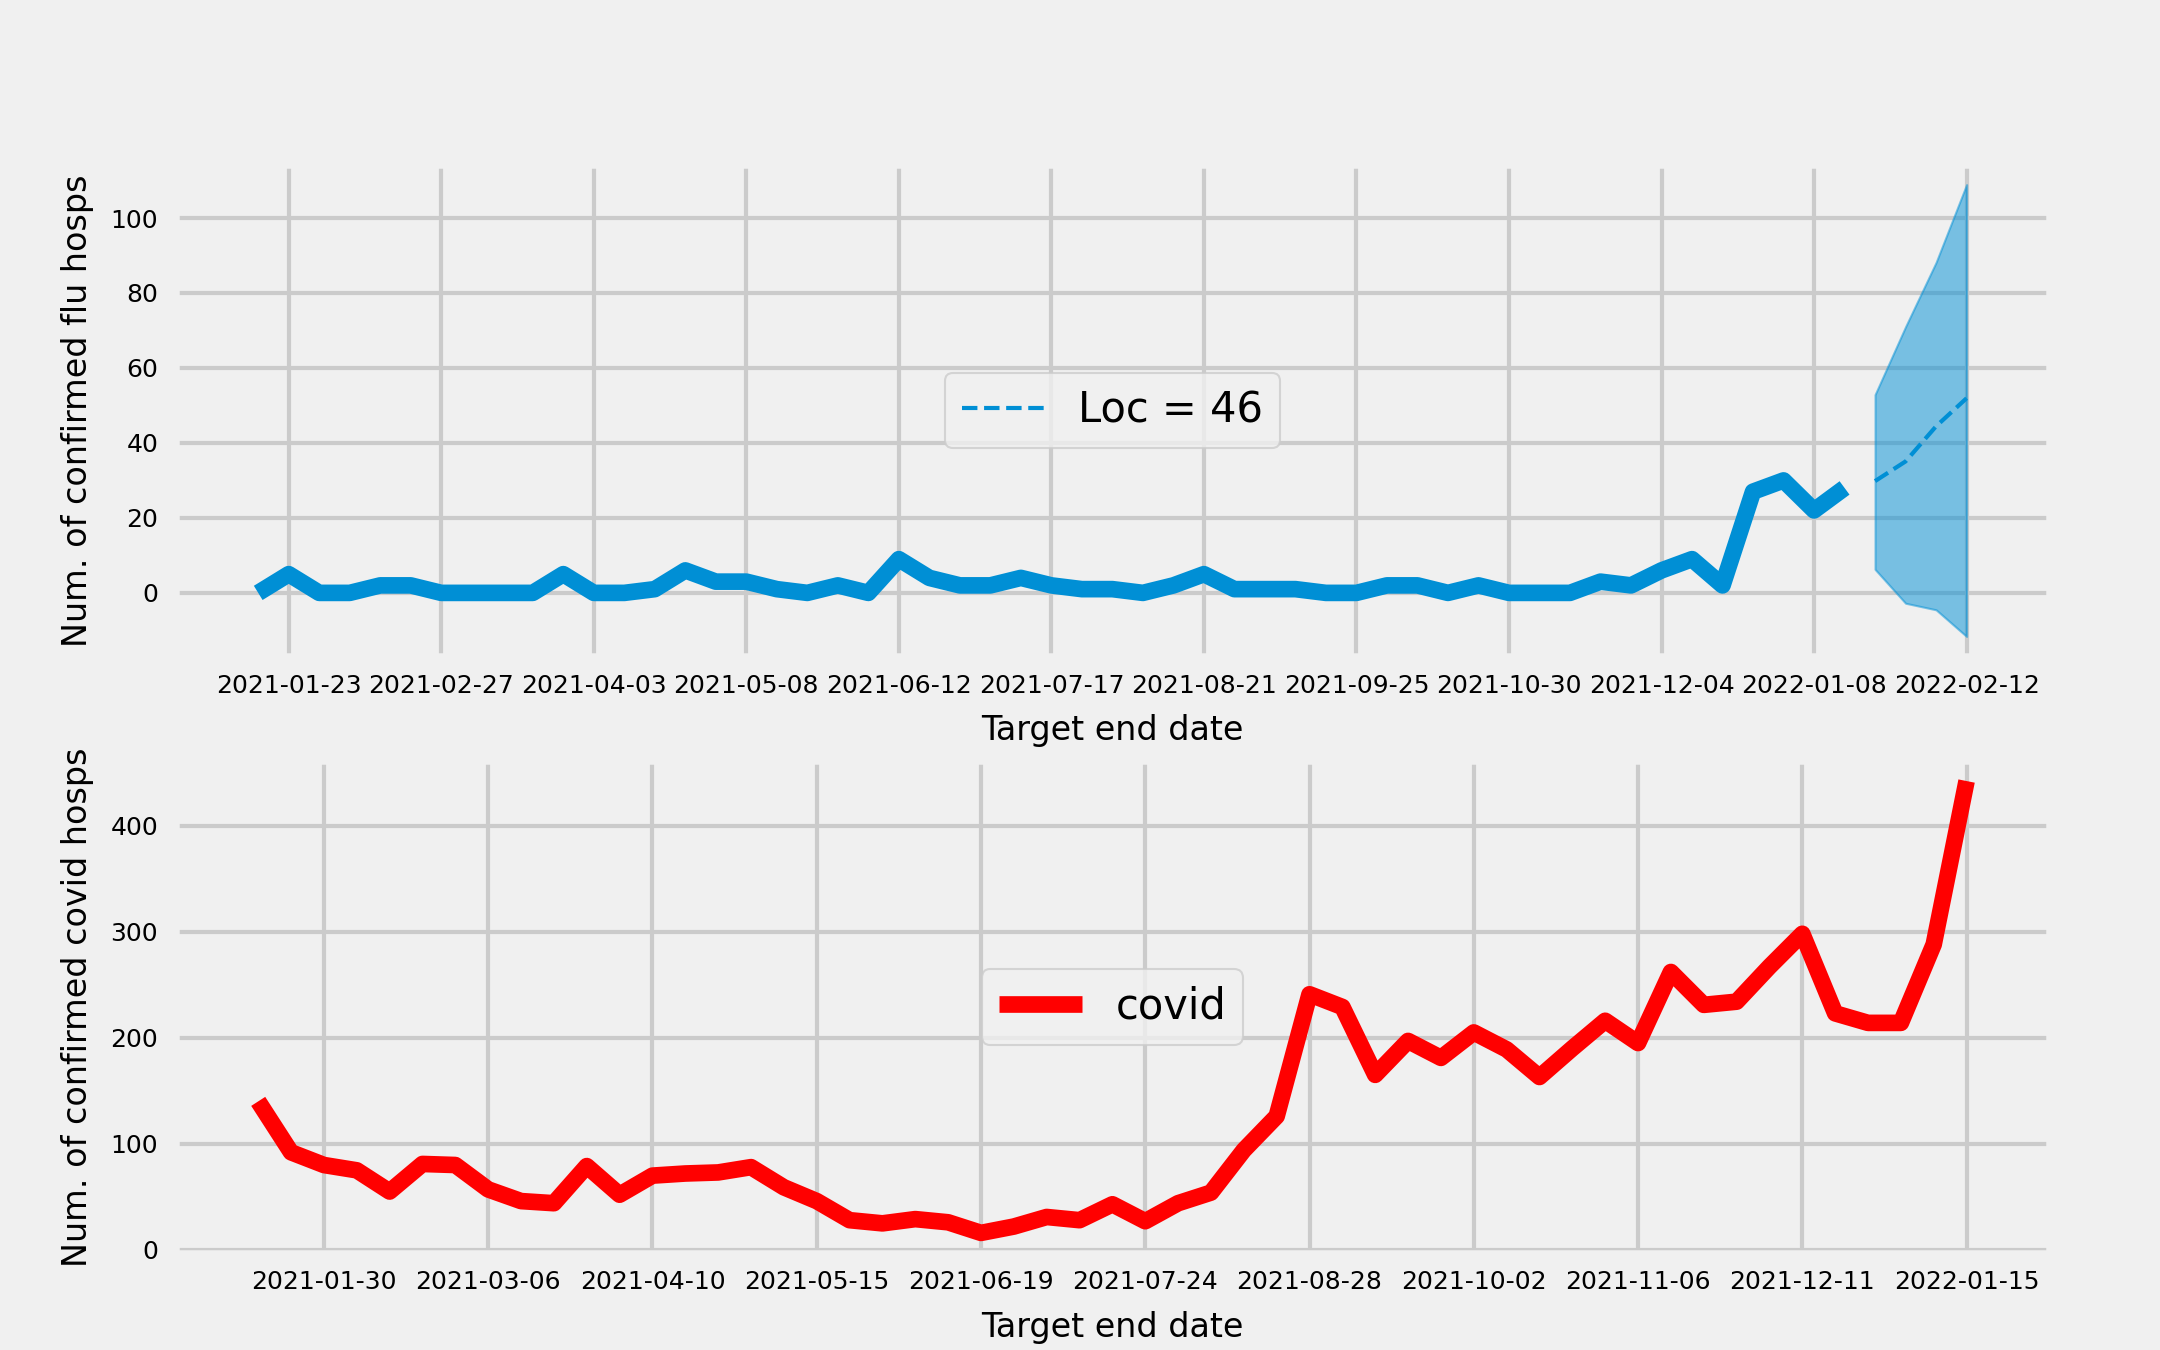 Num. of confirmed flu hosps
100
80
60
40
20
0
Loc = 46
2021-01-23 2021-02-27 2021-04-03 2021-05-08 2021-06-12 2021-07-17 2021-08-21 2021-09-25 2021-10-30 2021-12-04 2022-01-08 2022-02-12
Target end date
Num. of confirmed covid hosps
400
300
200
100
0
covid
2021-01-30 2021-03-06 2021-04-10 2021-05-15 2021-06-19 2021-07-24 2021-08-28 2021-10-02 2021-11-06 2021-12-11 2022-01-15
Target end date